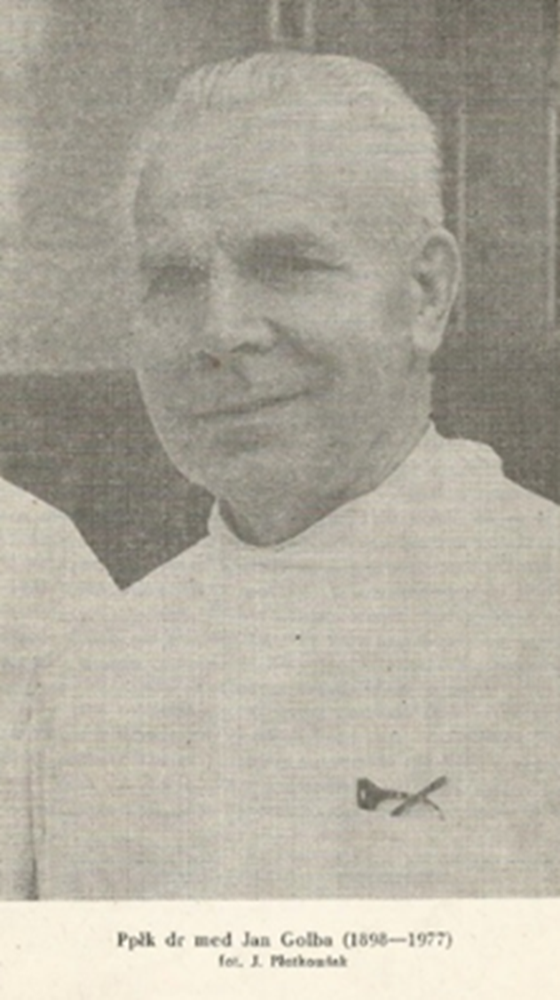 Ppłk dr med Jan Golba (1898—1977)
fot. J.